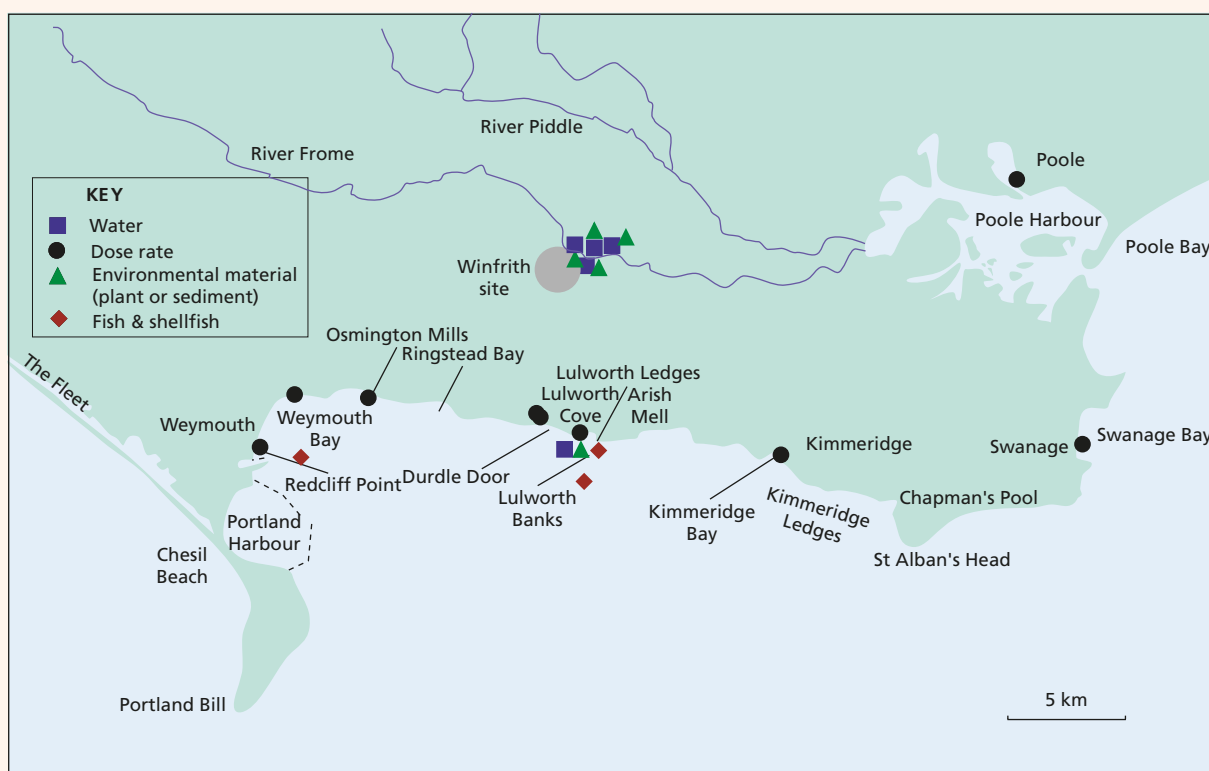 River Piddle
River Frome
Poole
Poole Harbour
Poole Bay
KEY
Water
Dose rate
Environmental material
(plant or sediment)
Fish & shellfish
Winfrith
site
Osmington Mills
Ringstead Bay
The Fleet
Lulworth Ledges
Lulworth
Cove
Arish
Mell
Weymouth
Weymouth
Bay
Kimmeridge
Swanage
Swanage Bay
Redcliff Point
Durdle Door
Lulworth
Banks
Kimmeridge
Bay
Kimmeridge
Ledges
Chapman's Pool
St Alban's Head
Portland
Harbour
Chesil
Beach
Portland Bill
5 km